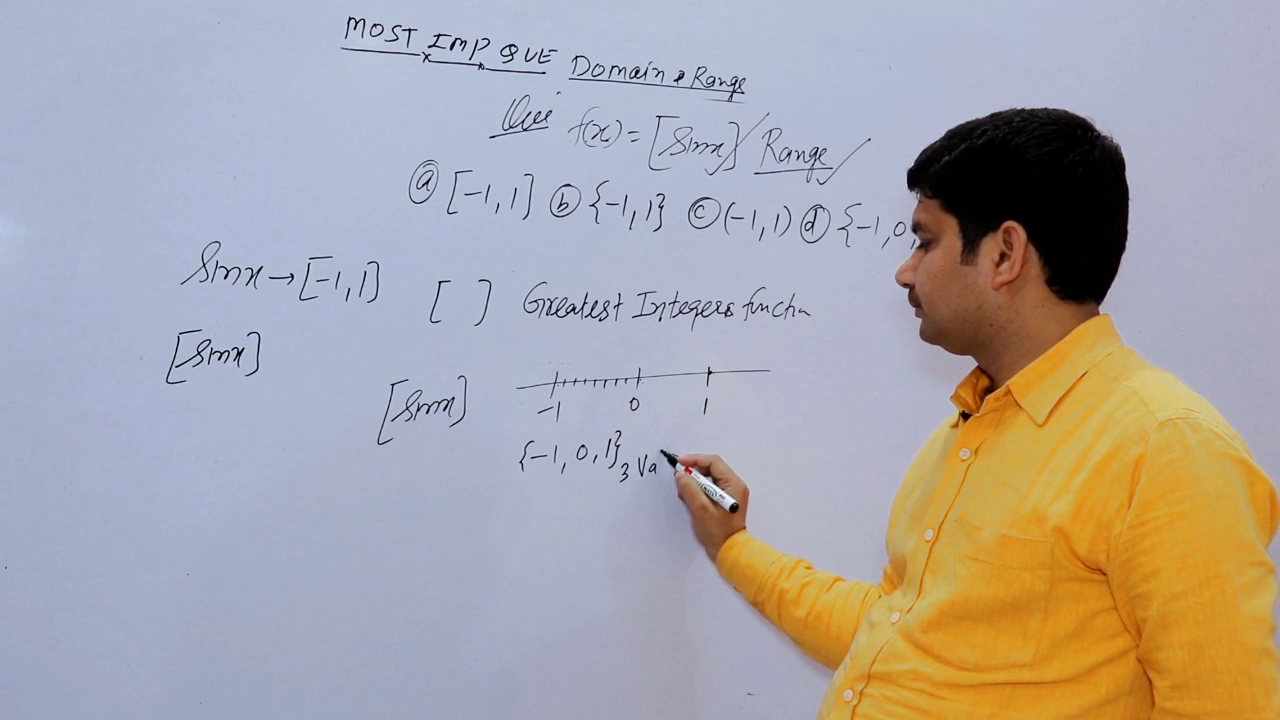 MOST IMP QUE Domain & Range
Que f(x) = [Sinx] Range
ⓐ [-1, 1] ⓑ {-1, 1} ⓒ (-1, 1) ⓓ {-1, 0,
Sinx → [-1, 1] [ ] Greatest Integers functn
[Sinx]
[Sinx] -1 0 1
{-1, 0, 1} 3 Va